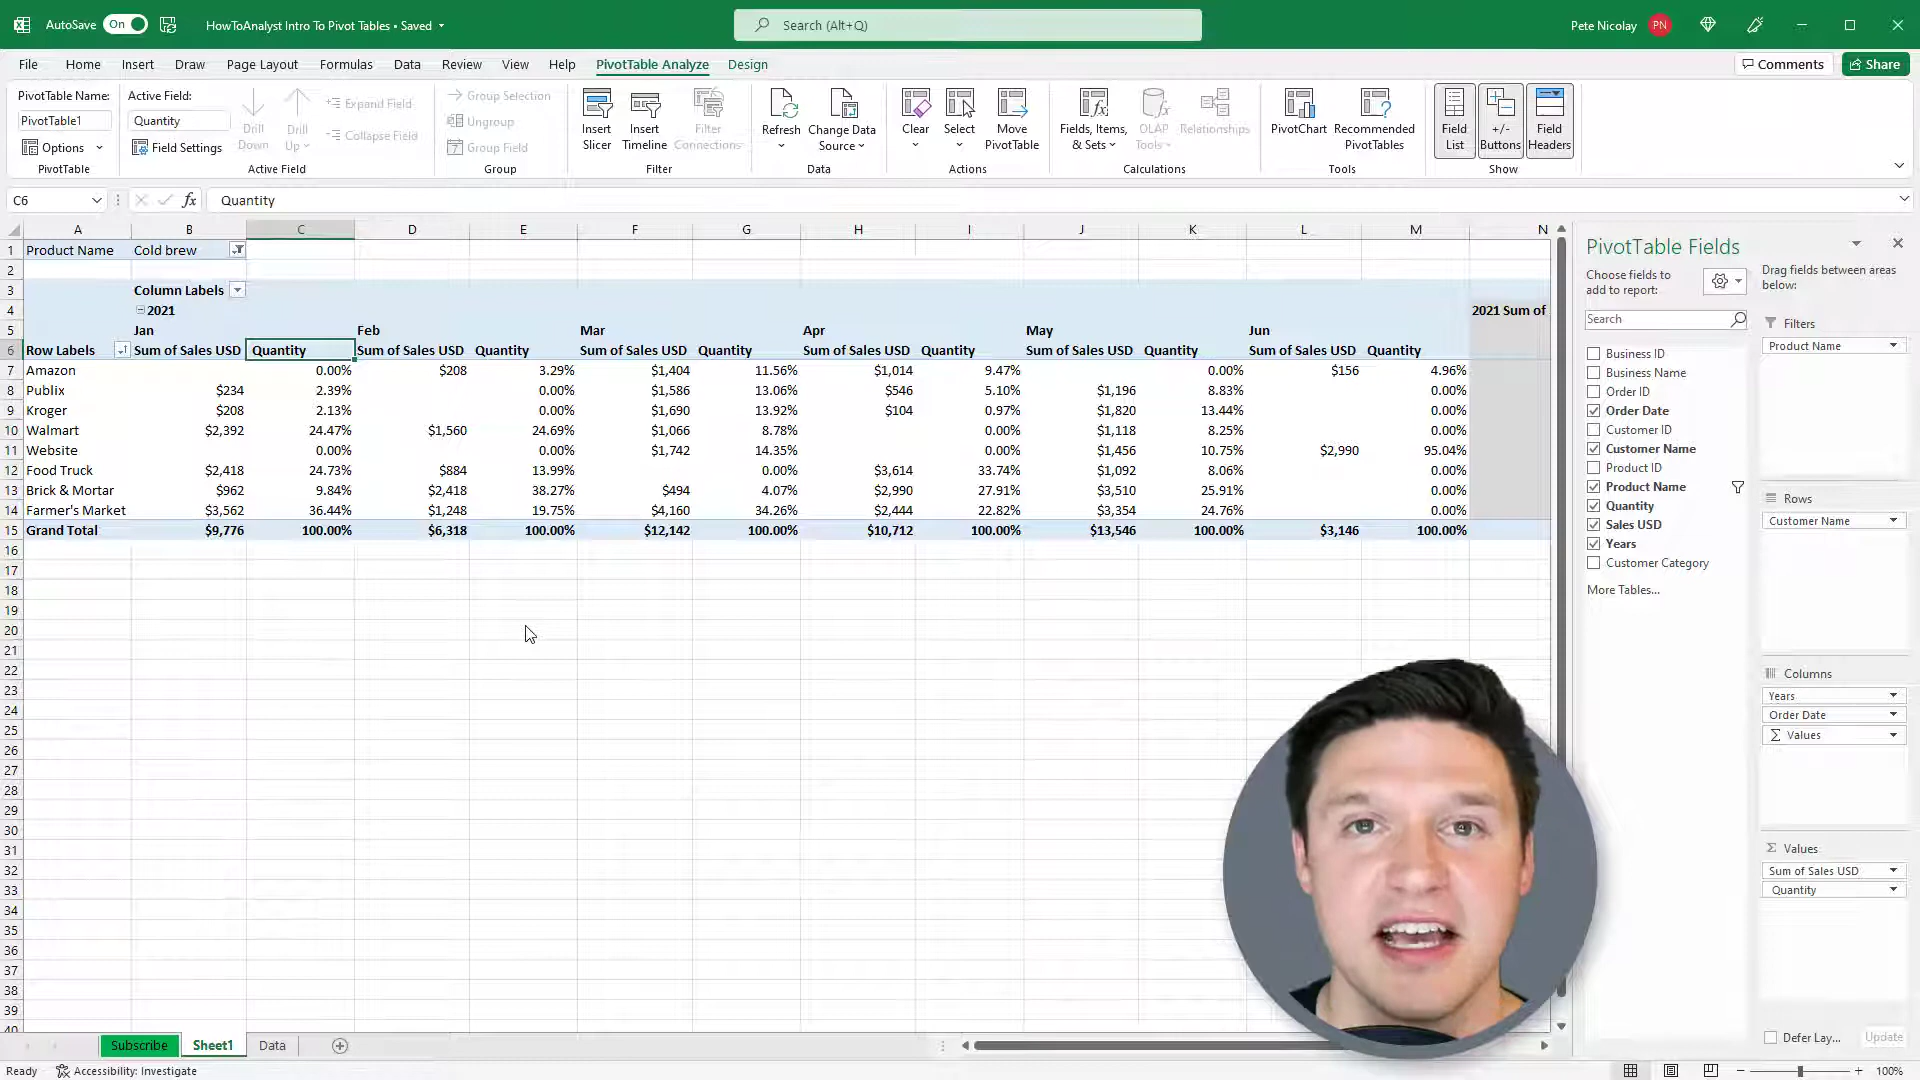 AutoSave On HowToAnalyst Intro To Pivot Tables • Saved Search (Alt+Q) Pete Nicolay PN
File Home Insert Draw Page Layout Formulas Data Review View Help PivotTable Analyze Design Comments Share
PivotTable Name:
PivotTable1
Options
PivotTable
Active Field:
Quantity
Field Settings
Drill Down
Drill Up
Expand Field
Collapse Field
Active Field
Group Selection
Ungroup
Group Field
Group
Insert Slicer
Insert Timeline
Filter Connections
Filter
Refresh
Change Data Source
Data
Clear
Select
Move PivotTable
Actions
Fields, Items, & Sets
OLAP Tools
Relationships
Calculations
PivotChart
Recommended PivotTables
Tools
Field List
+/- Buttons
Field Headers
Show
C6 fx Quantity
A B C D E F G H I J K L M N
1 Product Name Cold brew
2
3 Column Labels
4 2021 2021 Sum of
5 Jan Feb Mar Apr May Jun
6 Row Labels Sum of Sales USD Quantity Sum of Sales USD Quantity Sum of Sales USD Quantity Sum of Sales USD Quantity Sum of Sales USD Quantity Sum of Sales USD Quantity
7 Amazon 0.00% $208 3.29% $1,404 11.56% $1,014 9.47% 0.00% $156 4.96%
8 Publix $234 2.39% 0.00% $1,586 13.06% $546 5.10% $1,196 8.83% 0.00%
9 Kroger $208 2.13% 0.00% $1,690 13.92% $104 0.97% $1,820 13.44% 0.00%
10 Walmart $2,392 24.47% $1,560 24.69% $1,066 8.78% 0.00% $1,118 8.25% 0.00%
11 Website 0.00% 0.00% $1,742 14.35% 0.00% $1,456 10.75% $2,990 95.04%
12 Food Truck $2,418 24.73% $884 13.99% 0.00% $3,614 33.74% $1,092 8.06% 0.00%
13 Brick & Mortar $962 9.84% $2,418 38.27% $494 4.07% $2,990 27.91% $3,510 25.91% 0.00%
14 Farmer's Market $3,562 36.44% $1,248 19.75% $4,160 34.26% $2,444 22.82% $3,354 24.76% 0.00%
15 Grand Total $9,776 100.00% $6,318 100.00% $12,142 100.00% $10,712 100.00% $13,546 100.00% $3,146 100.00%
16
17
18
19
20
21
22
23
24
25
26
27
28
29
30
31
32
33
34
35
36
37
38
39
40
PivotTable Fields
Choose fields to add to report:
Search
Business ID
Business Name
Order ID
Order Date
Customer ID
Customer Name
Product ID
Product Name
Quantity
Sales USD
Years
Customer Category
More Tables...
Drag fields between areas below:
Filters
Product Name
Rows
Customer Name
Columns
Years
Order Date
Σ Values
Σ Values
Sum of Sales USD
Quantity
Defer Lay... Update
Subscribe Sheet1 Data
Ready Accessibility: Investigate 100%